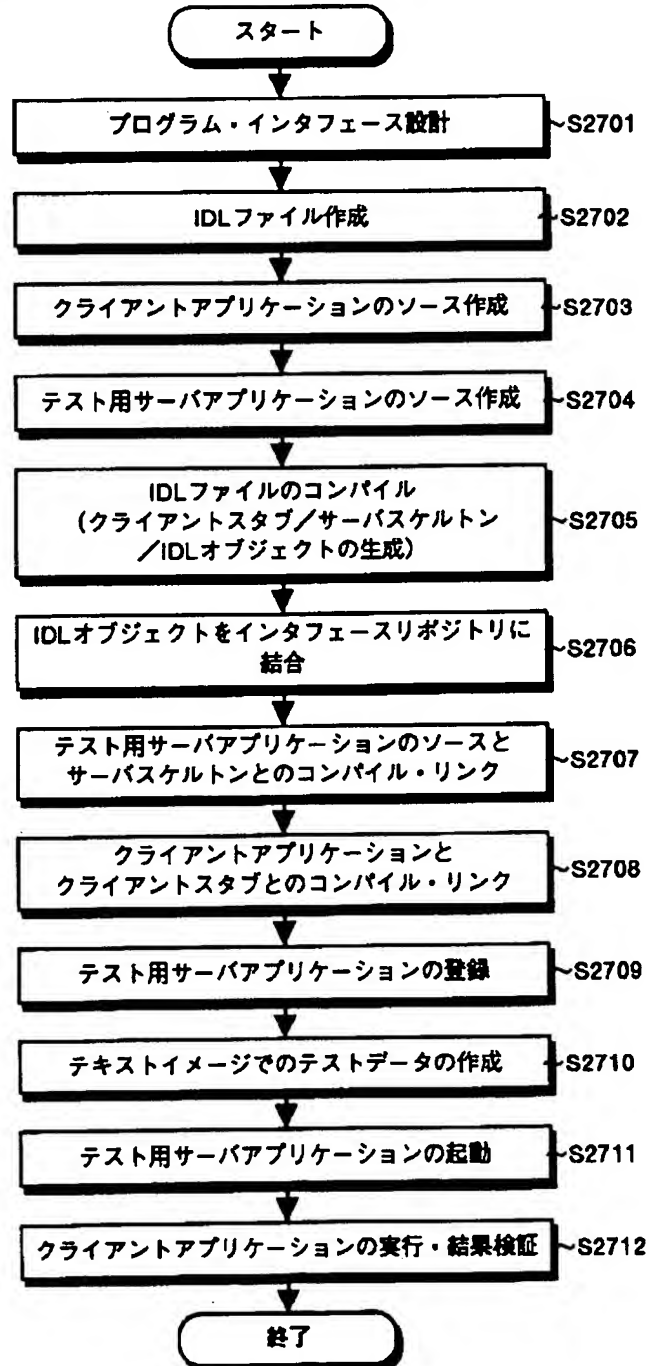 スタート
プログラム・インタフェース設計 ~S2701
IDLファイル作成 ~S2702
クライアントアプリケーションのソース作成 ~S2703
テスト用サーバアプリケーションのソース作成 ~S2704
IDLファイルのコンパイル
(クライアントスタブ/サーバスケルトン ~S2705
/IDLオブジェクトの生成)
IDLオブジェクトをインタフェースリポジトリに ~S2706
結合
テスト用サーバアプリケーションのソースと ~S2707
サーバスケルトンとのコンパイル・リンク
クライアントアプリケーションと ~S2708
クライアントスタブとのコンパイル・リンク
テスト用サーバアプリケーションの登録 ~S2709
テキストイメージでのテストデータの作成 ~S2710
テスト用サーバアプリケーションの起動 ~S2711
クライアントアプリケーションの実行・結果検証 ~S2712
終了